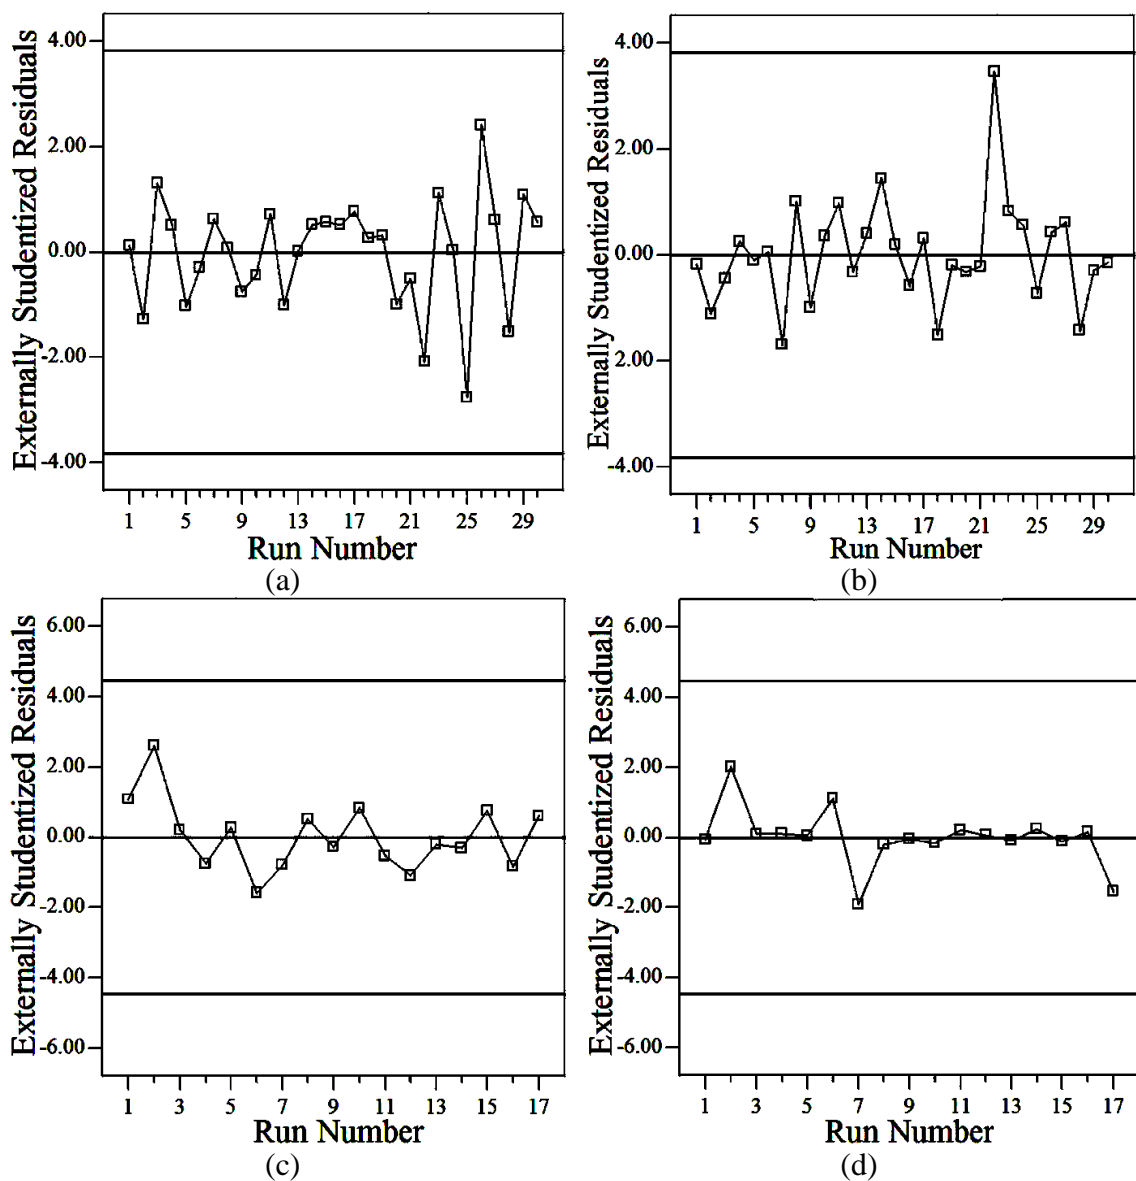 Externally Studentized Residuals
4.00
2.00
0.00
-2.00
-4.00
1 5 9 13 17 21 25 29
Run Number
(a)
Externally Studentized Residuals
4.00
2.00
0.00
2.00
-4.00
1 5 9 13 17 21 25 29
Run Number
(b)
Externally Studentized Residuals
6.00
4.00
2.00
0.00
-2.00
-4.00
-6.00
1 3 5 7 9 11 13 15 17
Run Number
(c)
Externally Studentized Residuals
6.00
4.00
2.00
0.00
-2.00
-4.00
-6.00
1 3 5 7 9 11 13 15 17
Run Number
(d)